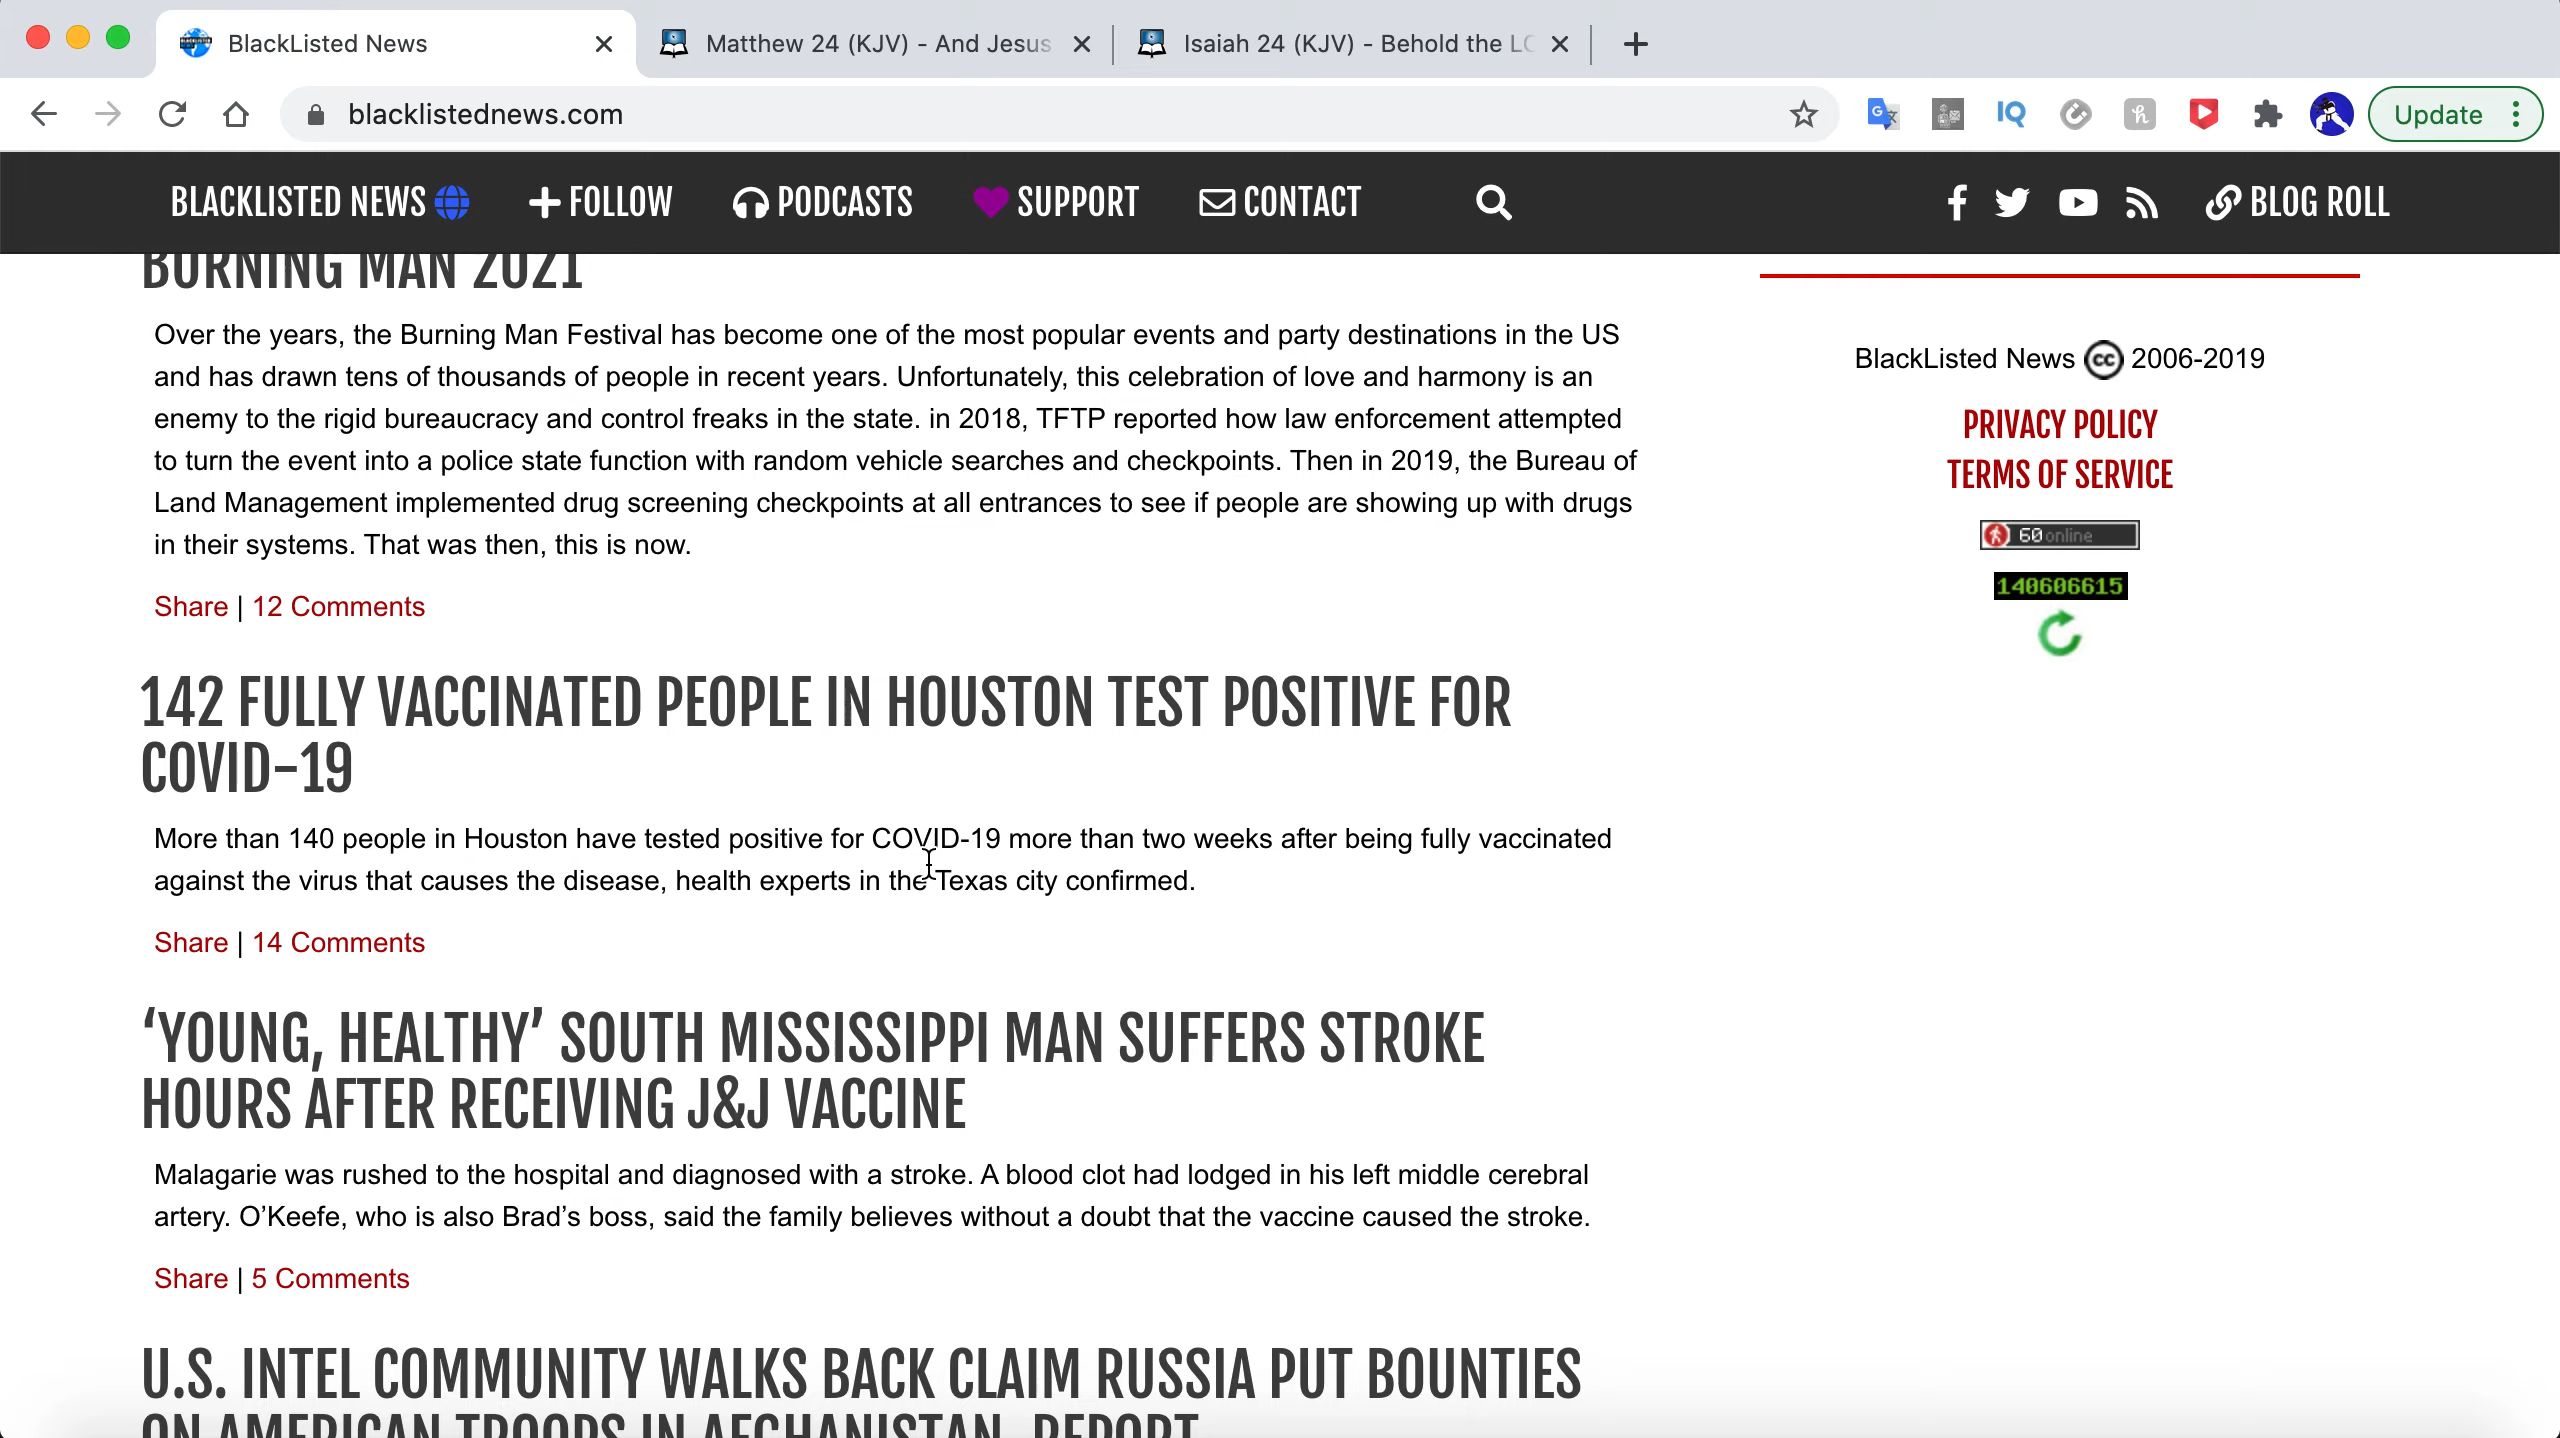 BlackListed News
Matthew 24 (KJV) - And Jesus
Isaiah 24 (KJV) - Behold the LO
blacklistednews.com
IQ
Update
BLACKLISTED NEWS
FOLLOW
PODCASTS
SUPPORT
CONTACT
BLOG ROLL
BURNING MAN 2021
Over the years, the Burning Man Festival has become one of the most popular events and party destinations in the US
and has drawn tens of thousands of people in recent years. Unfortunately, this celebration of love and harmony is an
enemy to the rigid bureaucracy and control freaks in the state. in 2018, TFTP reported how law enforcement attempted
to turn the event into a police state function with random vehicle searches and checkpoints. Then in 2019, the Bureau of
Land Management implemented drug screening checkpoints at all entrances to see if people are showing up with drugs
in their systems. That was then, this is now.
Share | 12 Comments
142 FULLY VACCINATED PEOPLE IN HOUSTON TEST POSITIVE FOR
COVID-19
More than 140 people in Houston have tested positive for COVID-19 more than two weeks after being fully vaccinated
against the virus that causes the disease, health experts in the Texas city confirmed.
Share | 14 Comments
‘YOUNG, HEALTHY’ SOUTH MISSISSIPPI MAN SUFFERS STROKE
HOURS AFTER RECEIVING J&J VACCINE
Malagarie was rushed to the hospital and diagnosed with a stroke. A blood clot had lodged in his left middle cerebral
artery. O’Keefe, who is also Brad’s boss, said the family believes without a doubt that the vaccine caused the stroke.
Share | 5 Comments
U.S. INTEL COMMUNITY WALKS BACK CLAIM RUSSIA PUT BOUNTIES
ON AMERICAN TROOPS IN AFGHANISTAN, REPORT
BlackListed News cc 2006-2019
PRIVACY POLICY
TERMS OF SERVICE
60 online
140606615